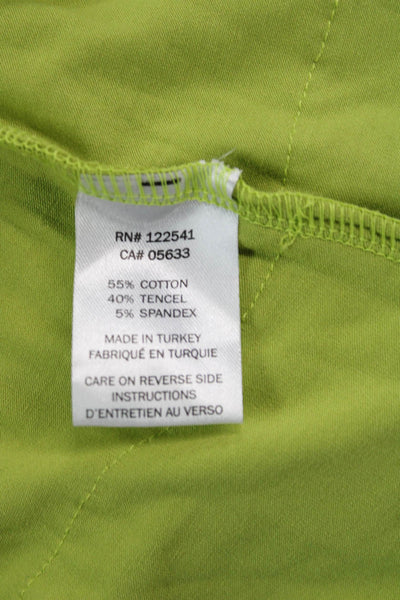 RN# 122541
CA# 05633
55% COTTON
40% TENCEL
5% SPANDEX
MADE IN TURKEY
FABRIQUÉ EN TURQUIE
CARE ON REVERSE SIDE
INSTRUCTIONS
D'ENTRETIEN AU VERSO